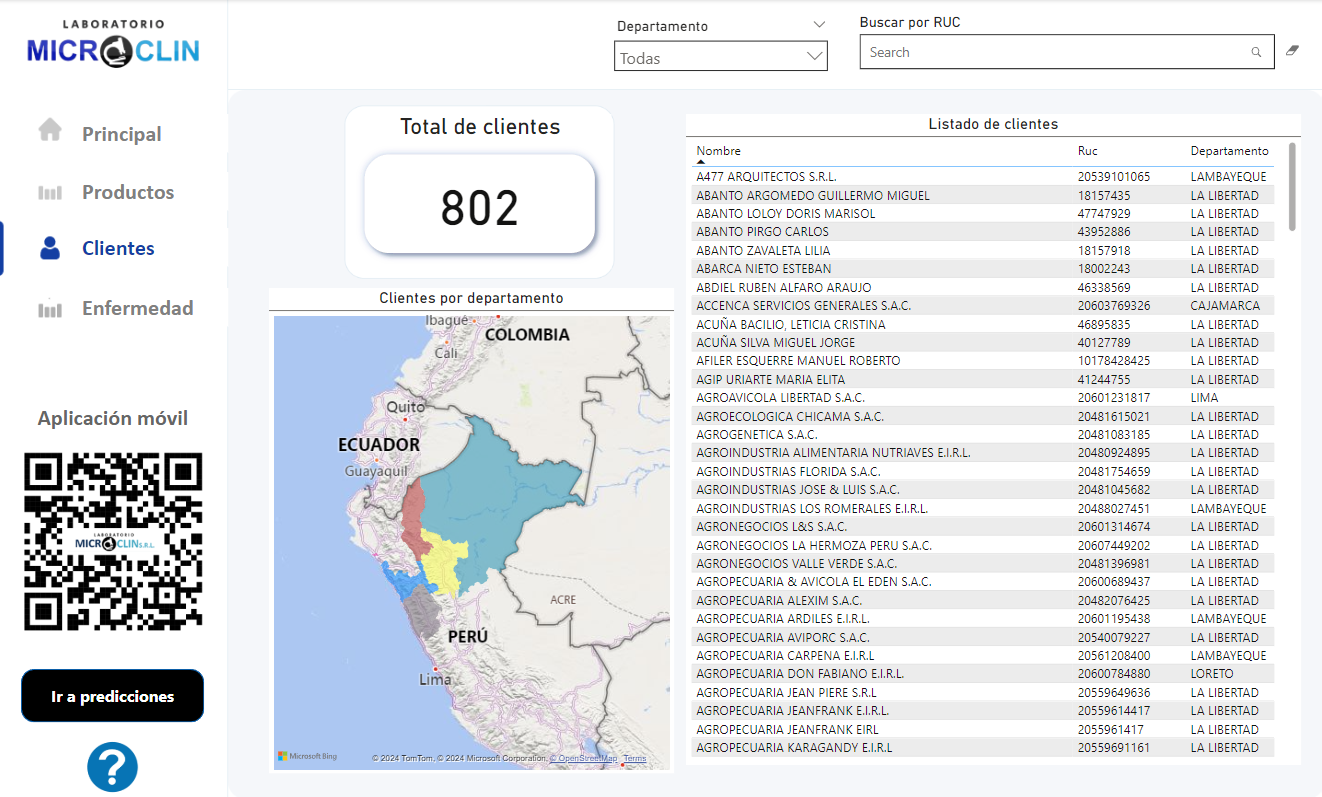 LABORATORIO
MICROCLIN
Departamento
Todas
Buscar por RUC
Search
Principal
Productos
Clientes
Enfermedad
Aplicación móvil
LABORATORIO
MICROCLIN S.R.L.
Ir a predicciones
?
Total de clientes
802
Clientes por departamento
Ibagué
COLOMBIA
Cali
Quito
ECUADOR
Guayaquil
ACRE
PERÚ
Lima
Microsoft Bing
© 2024 TomTom, © 2024 Microsoft Corporation, © OpenStreetMap Terms
Listado de clientes
Nombre Ruc Departamento
A477 ARQUITECTOS S.R.L. 20539101065 LAMBAYEQUE
ABANTO ARGOMEDO GUILLERMO MIGUEL 18157435 LA LIBERTAD
ABANTO LOLOY DORIS MARISOL 47747929 LA LIBERTAD
ABANTO PIRGO CARLOS 43952886 LA LIBERTAD
ABANTO ZAVALETA LILIA 18157918 LA LIBERTAD
ABARCA NIETO ESTEBAN 18002243 LA LIBERTAD
ABDIEL RUBEN ALFARO ARAUJO 46338569 LA LIBERTAD
ACCENCA SERVICIOS GENERALES S.A.C. 20603769326 CAJAMARCA
ACUÑA BACILIO, LETICIA CRISTINA 46895835 LA LIBERTAD
ACUÑA SILVA MIGUEL JORGE 40127789 LA LIBERTAD
AFILER ESQUERRE MANUEL ROBERTO 10178428425 LA LIBERTAD
AGIP URIARTE MARIA ELITA 41244755 LA LIBERTAD
AGROAVICOLA LIBERTAD S.A.C. 20601231817 LIMA
AGROECOLOGICA CHICAMA S.A.C. 20481615021 LA LIBERTAD
AGROGENETICA S.A.C. 20481083185 LA LIBERTAD
AGROINDUSTRIA ALIMENTARIA NUTRIAVES E.I.R.L. 20480924895 LA LIBERTAD
AGROINDUSTRIAS FLORIDA S.A.C. 20481754659 LA LIBERTAD
AGROINDUSTRIAS JOSE & LUIS S.A.C. 20481045682 LA LIBERTAD
AGROINDUSTRIAS LOS ROMERALES E.I.R.L. 20488027451 LAMBAYEQUE
AGRONEGOCIOS L&S S.A.C. 20601314674 LA LIBERTAD
AGRONEGOCIOS LA HERMOZA PERU S.A.C. 20607449202 LA LIBERTAD
AGRONEGOCIOS VALLE VERDE S.A.C. 20481396981 LA LIBERTAD
AGROPECUARIA & AVICOLA EL EDEN S.A.C. 20600689437 LA LIBERTAD
AGROPECUARIA ALEXIM S.A.C. 20482076425 LA LIBERTAD
AGROPECUARIA ARDILES E.I.R.L. 20601195438 LAMBAYEQUE
AGROPECUARIA AVIPORC S.A.C. 20540079227 LA LIBERTAD
AGROPECUARIA CARPENA E.I.R.L 20561208400 LAMBAYEQUE
AGROPECUARIA DON FABIANO E.I.R.L. 20600784880 LORETO
AGROPECUARIA JEAN PIERE S.R.L 20559649636 LA LIBERTAD
AGROPECUARIA JEANFRANK E.I.R.L. 20559614417 LA LIBERTAD
AGROPECUARIA JEANFRANK EIRL 2055961417 LA LIBERTAD
AGROPECUARIA KARAGANDY E.I.R.L 20559691161 LA LIBERTAD